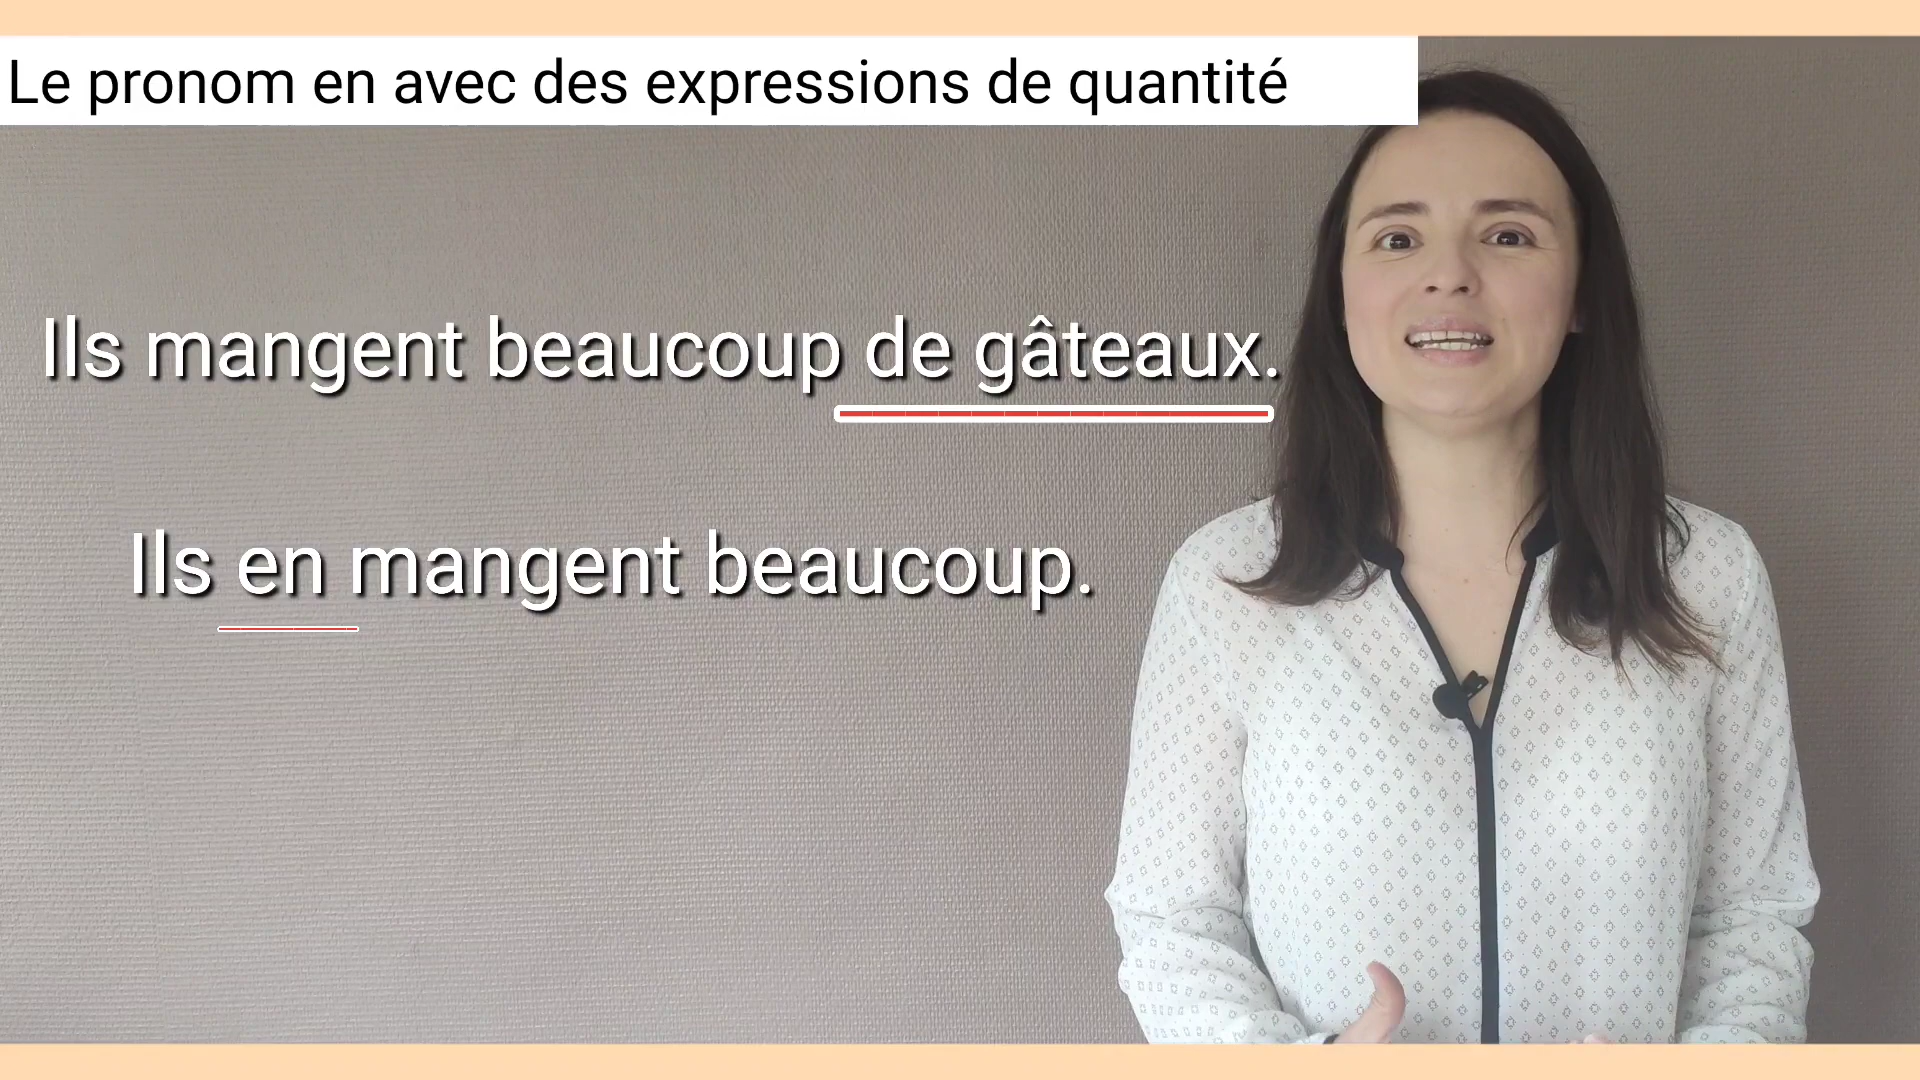 Le pronom en avec des expressions de quantité
Ils mangent beaucoup de gâteaux.
Ils en mangent beaucoup.